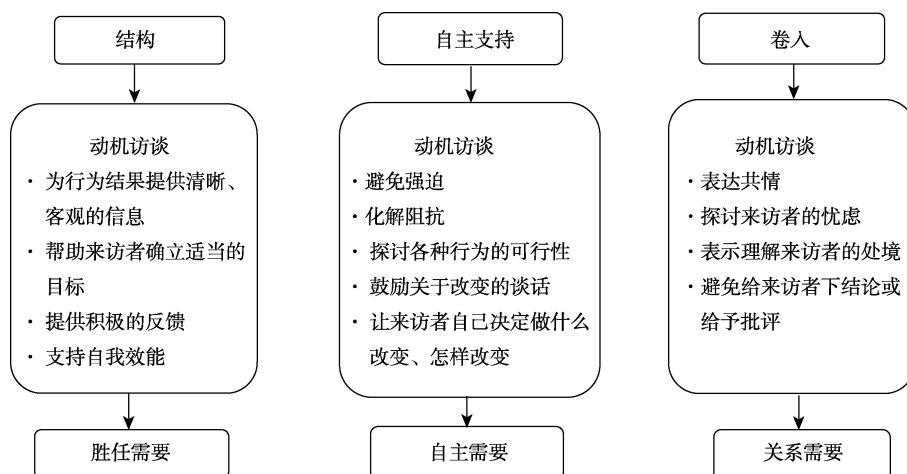 结构
动机访谈
· 为行为结果提供清晰、
客观的信息
· 帮助来访者确立适当的
目标
· 提供积极的反馈
· 支持自我效能
胜任需要
自主支持
动机访谈
·避免强迫
·化解阻抗
· 探讨各种行为的可行性
· 鼓励关于改变的谈话
· 让来访者自己决定做什么
改变、怎样改变
自主需要
卷入
动机访谈
·表达共情
·探讨来访者的忧虑
·表示理解来访者的处境
·避免给来访者下结论或
给予批评
关系需要